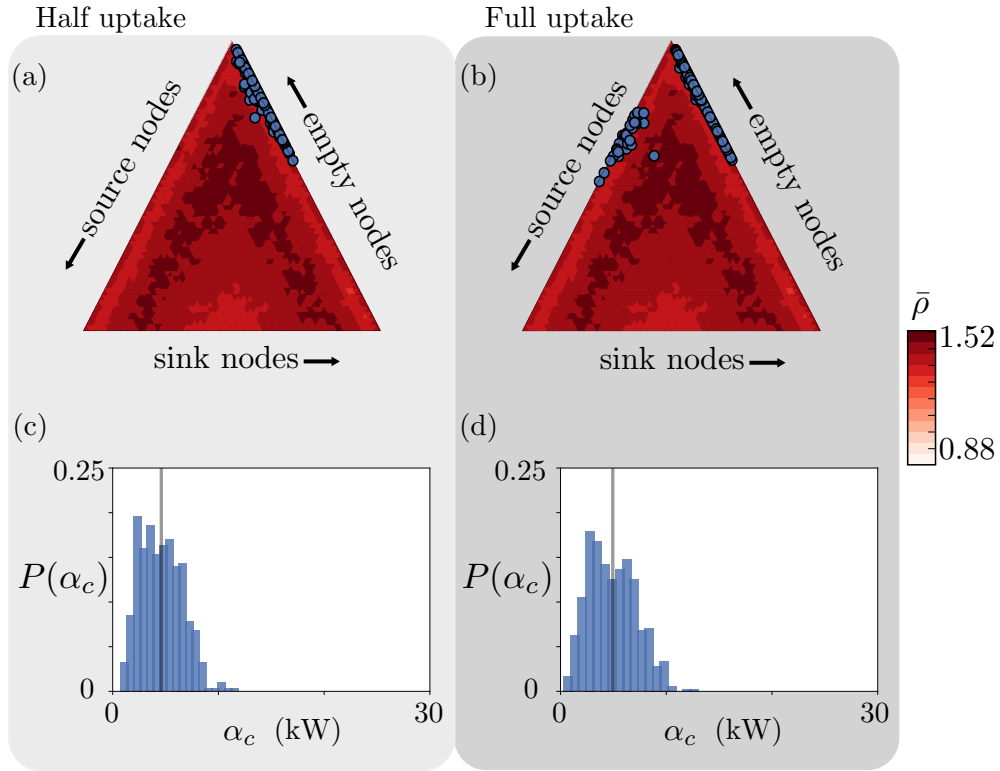 Half uptake
Full uptake
(a)
source nodes
empty nodes
sink nodes
(b)
source nodes
empty nodes
sink nodes
ρ̄
1.52
0.88
(c)
0.25
P(α_c)
0
0
30
α_c (kW)
(d)
0.25
P(α_c)
0
0
30
α_c (kW)